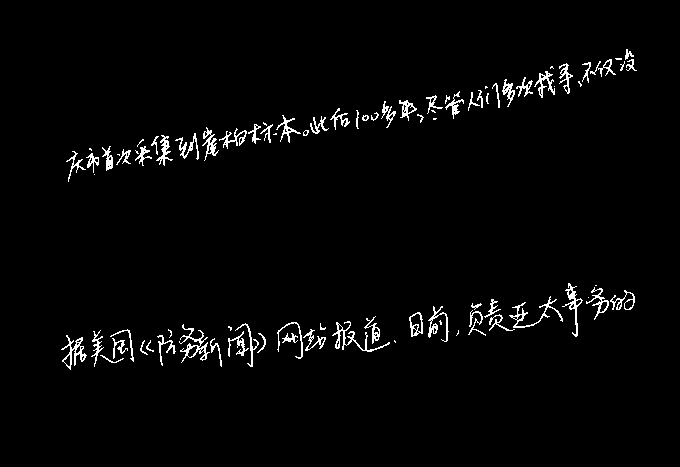 庆市首次采集到崖柏标本。此后100多年,尽管人们多次找寻,不仅没
据美国《防务新闻》网站报道,日前,负责亚太事务的